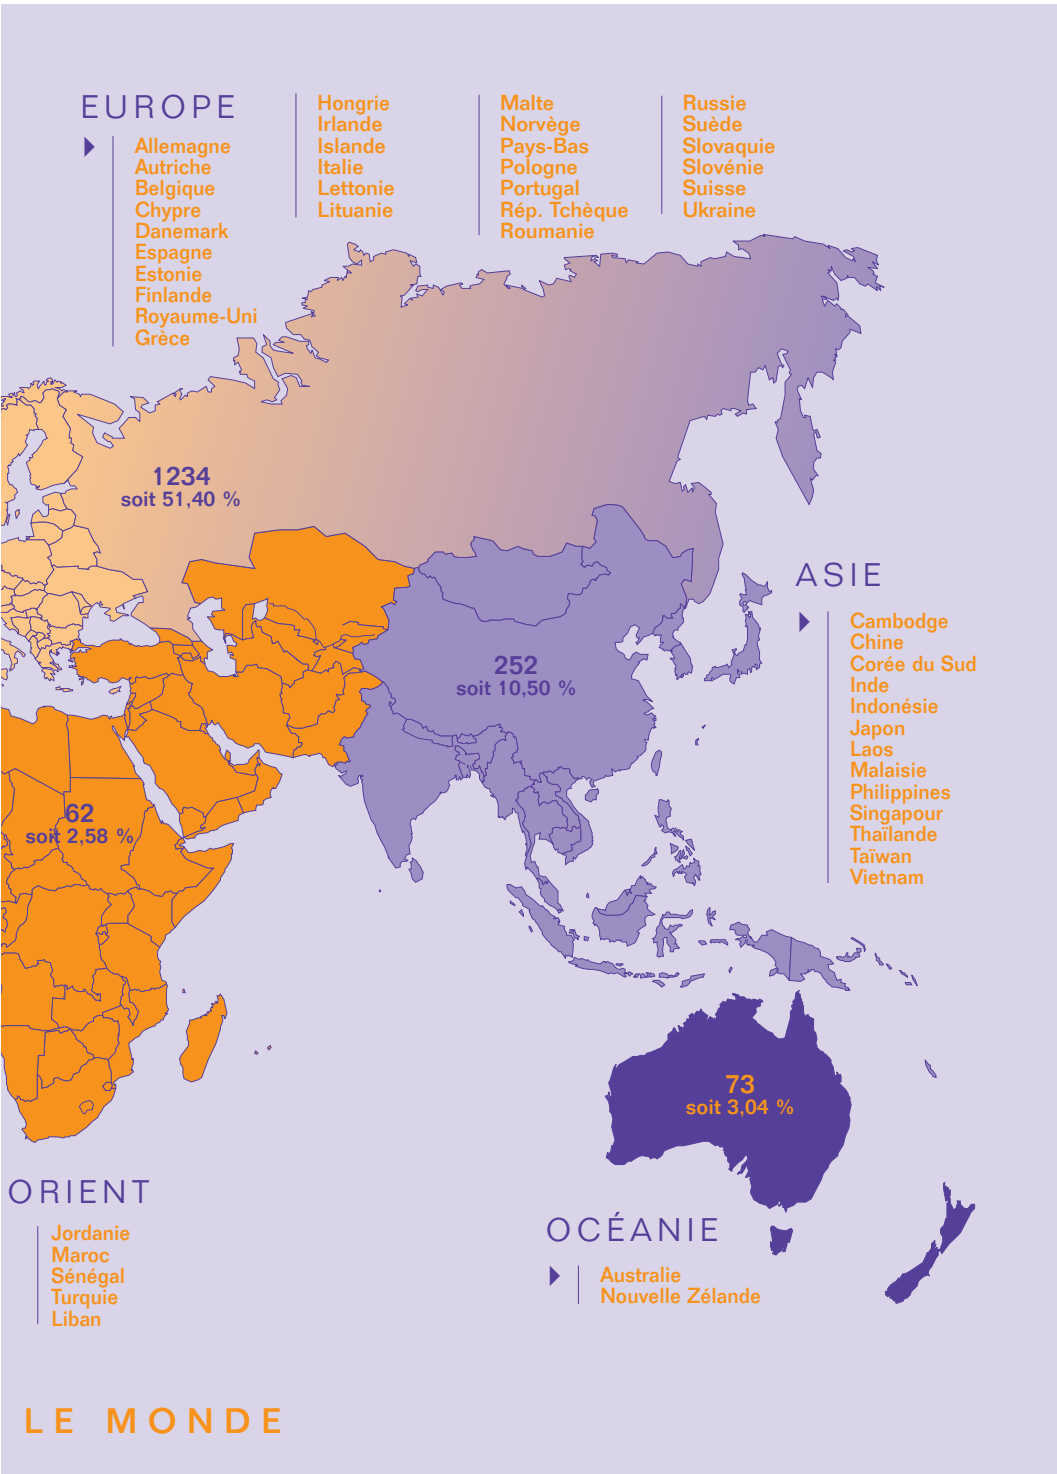 EUROPE
Allemagne
Autriche
Belgique
Chypre
Danemark
Espagne
Estonie
Finlande
Royaume-Uni
Grèce
Hongrie
Irlande
Islande
Italie
Lettonie
Lituanie
Malte
Norvège
Pays-Bas
Pologne
Portugal
Rép. Tchèque
Roumanie
Russie
Suède
Slovaquie
Slovénie
Suisse
Ukraine
1234
soit 51,40 %
ASIE
Cambodge
Chine
Corée du Sud
Inde
Indonésie
Japon
Laos
Malaisie
Philippines
Singapour
Thaïlande
Taïwan
Vietnam
252
soit 10,50 %
62
soit 2,58 %
73
soit 3,04 %
ORIENT
Jordanie
Maroc
Sénégal
Turquie
Liban
OCÉANIE
Australie
Nouvelle Zélande
LE MONDE